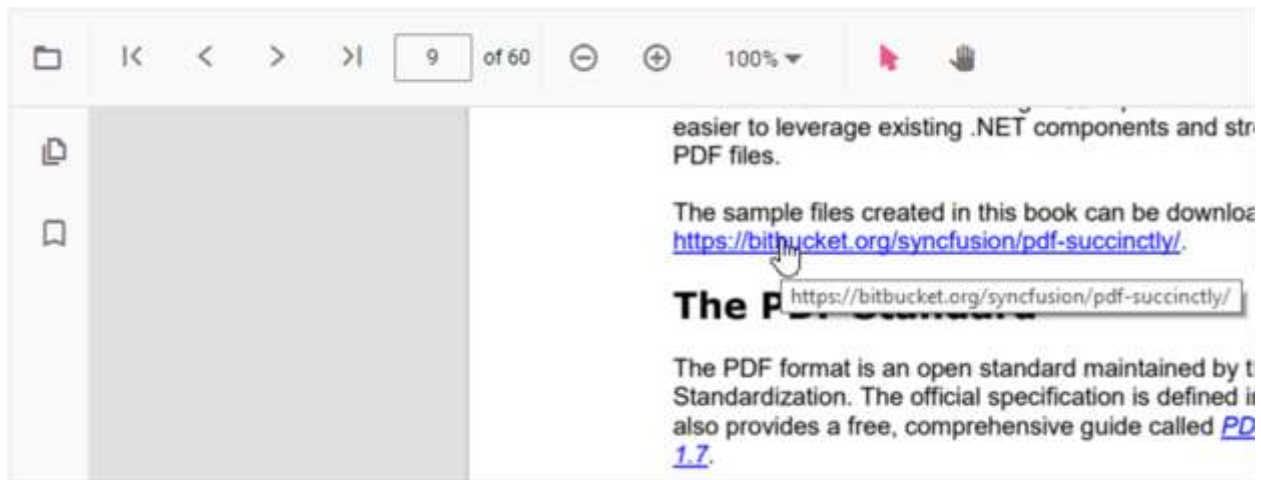 9 of 60 100%
easier to leverage existing .NET components and
PDF files.
The sample files created in this book can be
https://bitbucket.org/syncfusion/pdf-succinctly/.
https://bitbucket.org/syncfusion/pdf-succinctly/
The PDF Standard
The PDF format is an open standard maintained by
Standardization. The official specification is defined
also provides a free, comprehensive guide called
1.7.